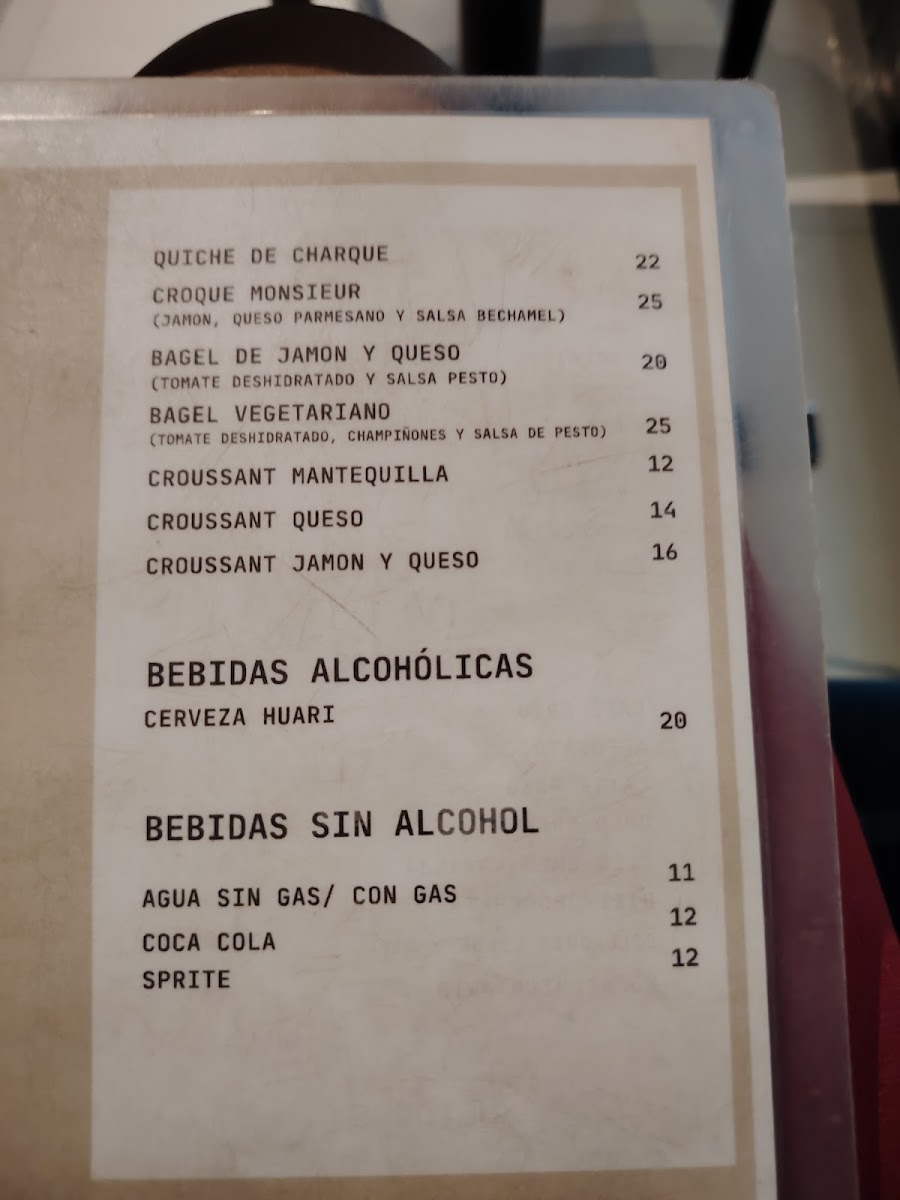 QUICHE DE CHARQUE 22
CROQUE MONSIEUR 25
(JAMON, QUESO PARMESANO Y SALSA BECHAMEL)
BAGEL DE JAMON Y QUESO 20
(TOMATE DESHIDRATADO Y SALSA PESTO)
BAGEL VEGETARIANO 25
(TOMATE DESHIDRATADO, CHAMPIÑONES Y SALSA DE PESTO)
CROUSSANT MANTEQUILLA 12
CROUSSANT QUESO 14
CROUSSANT JAMON Y QUESO 16
BEBIDAS ALCOHÓLICAS
CERVEZA HUARI 20
BEBIDAS SIN ALCOHOL
AGUA SIN GAS/ CON GAS 11
COCA COLA 12
SPRITE 12